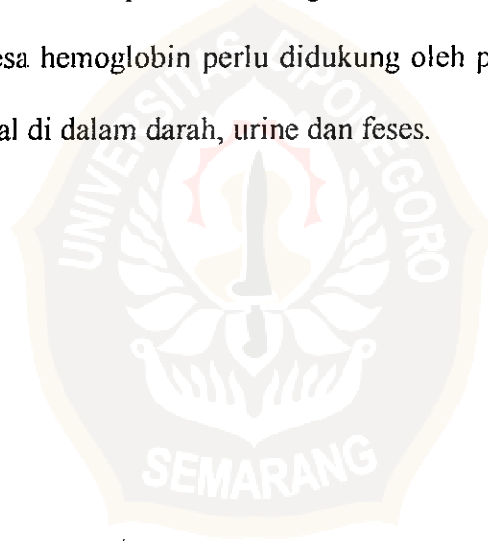 esa hemoglobin perlu didukung oleh p
al di dalam darah, urine dan feses.
UNIVERSITAS DIPONEGORO
SEMARANG